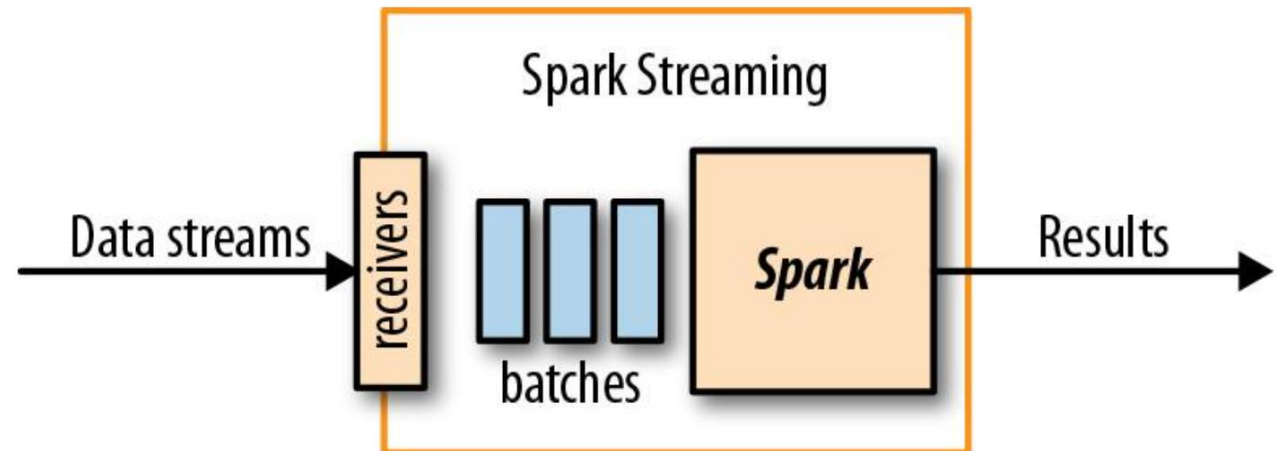 Spark Streaming
Data streams
receivers
batches
Spark
Results